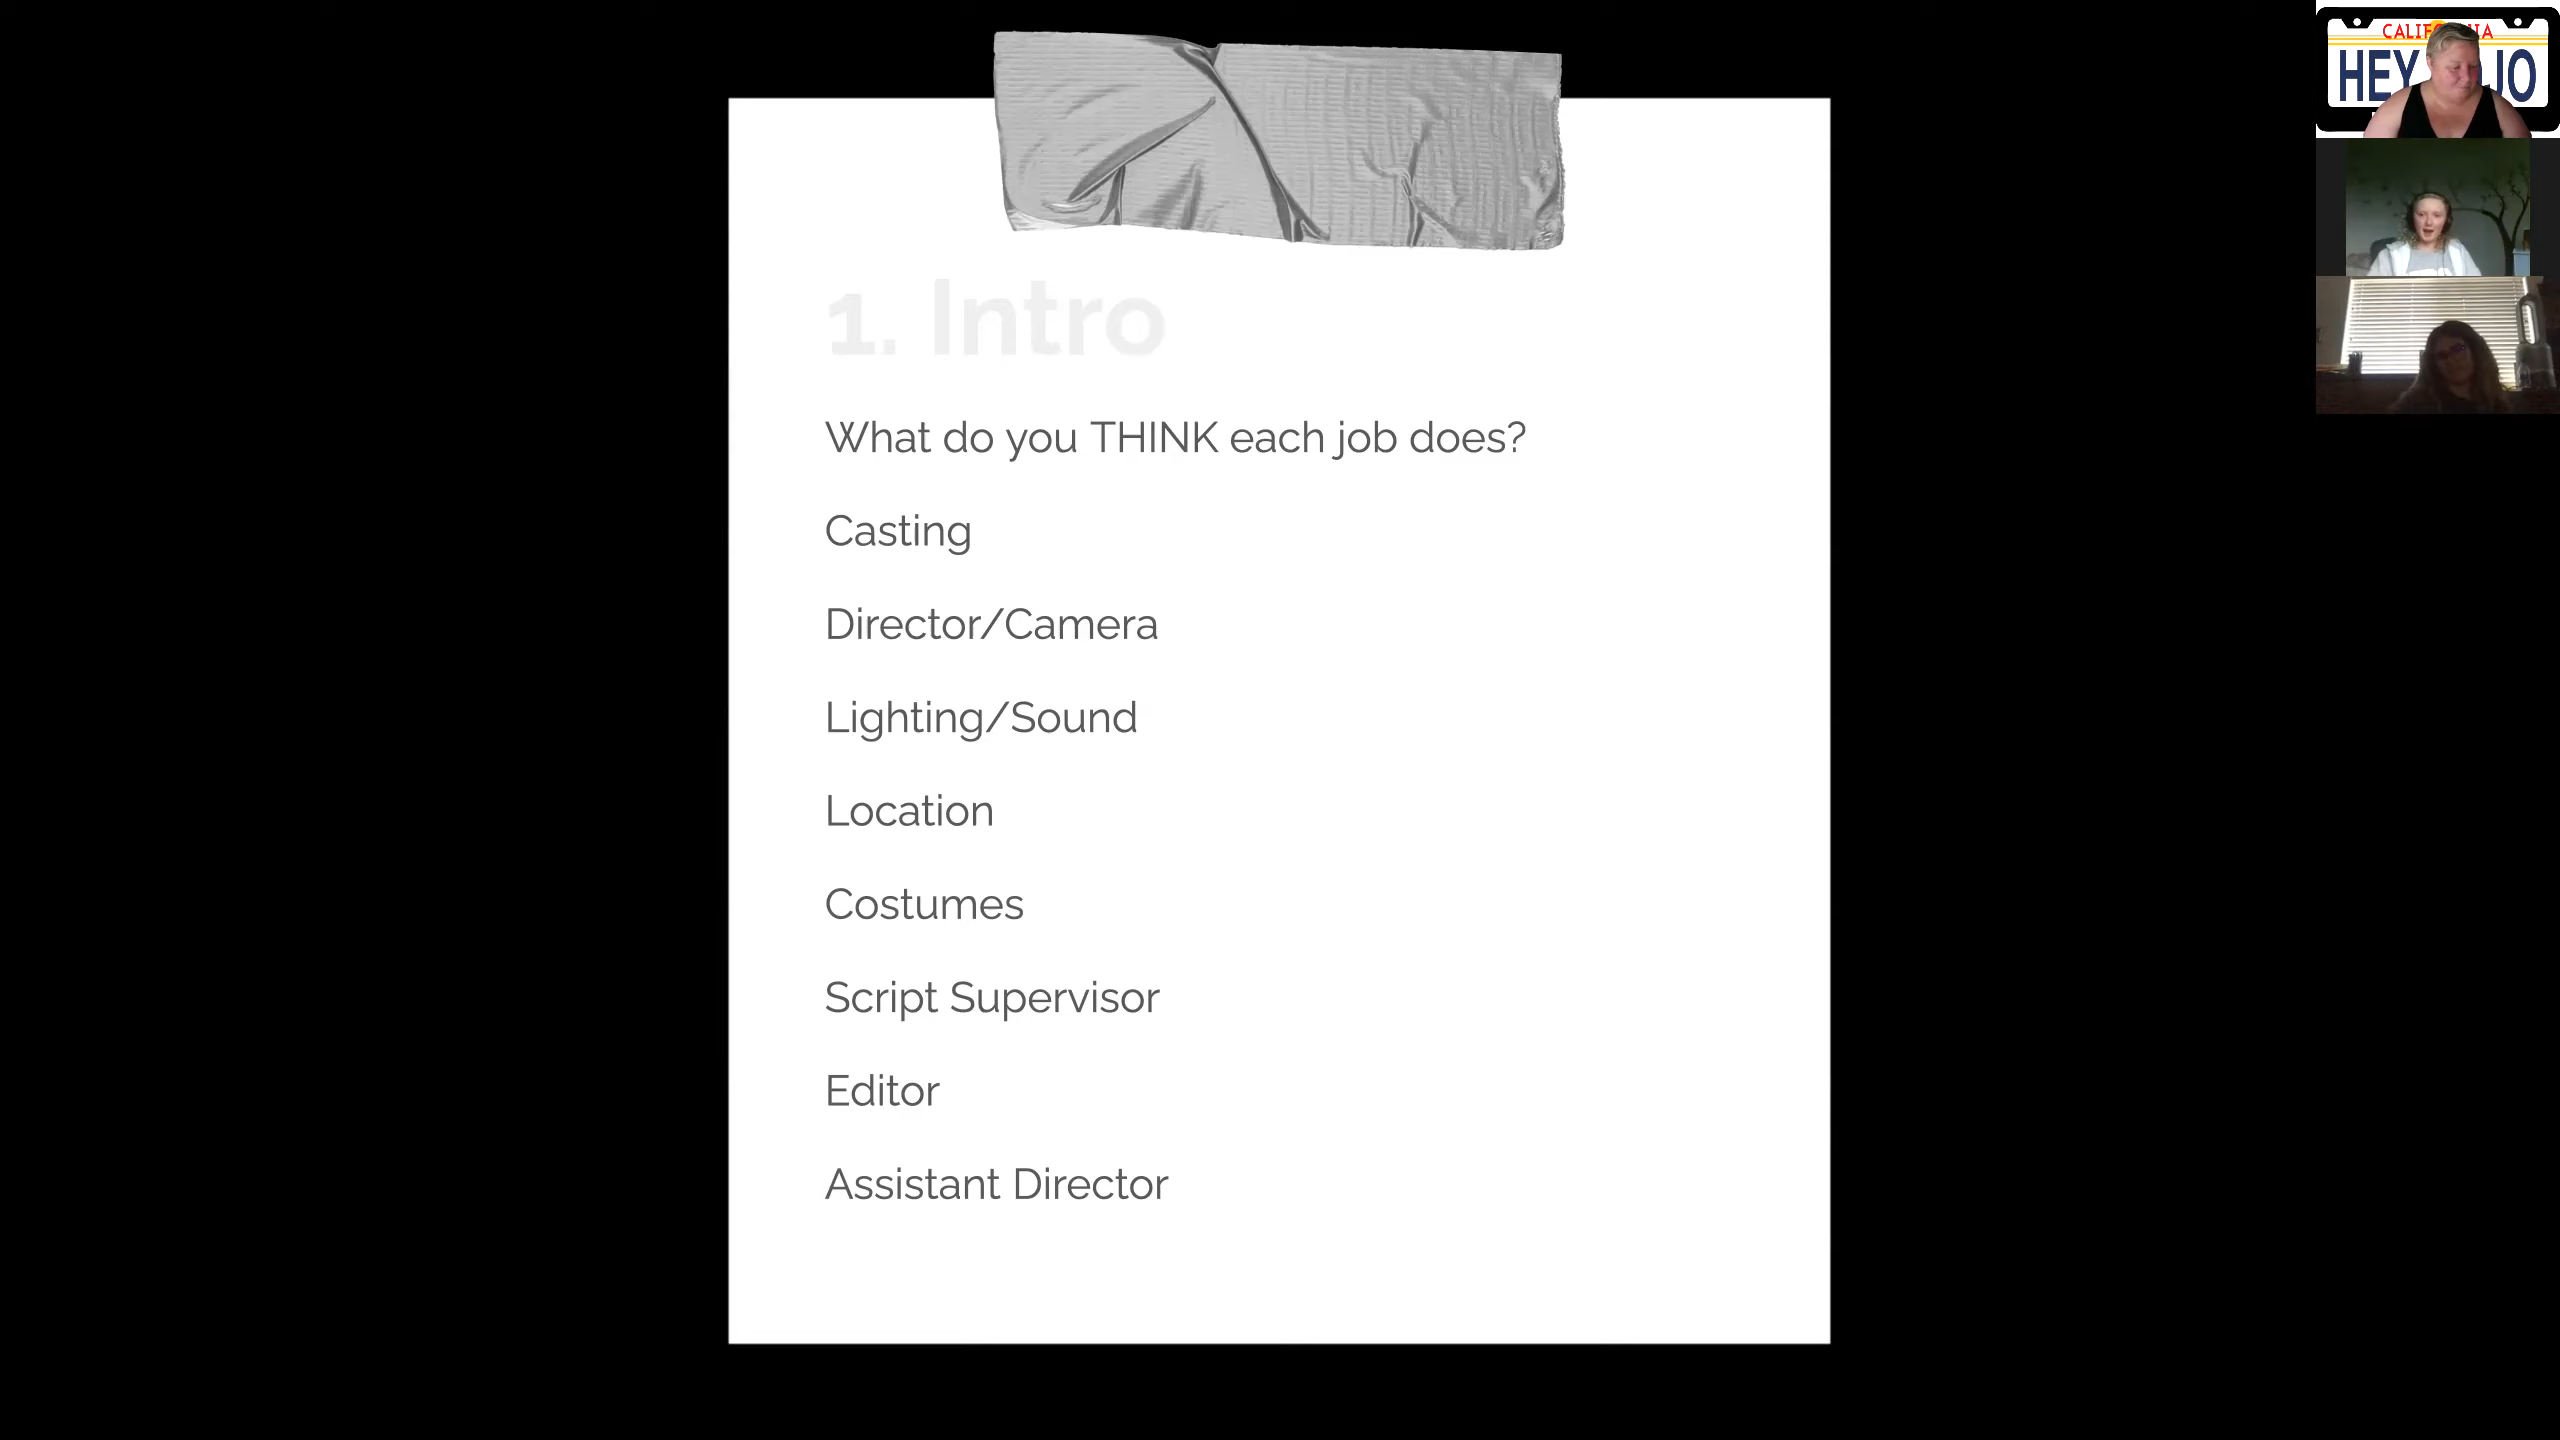 1. Intro
What do you THINK each job does?
Casting
Director/Camera
Lighting/Sound
Location
Costumes
Script Supervisor
Editor
Assistant Director
HEY